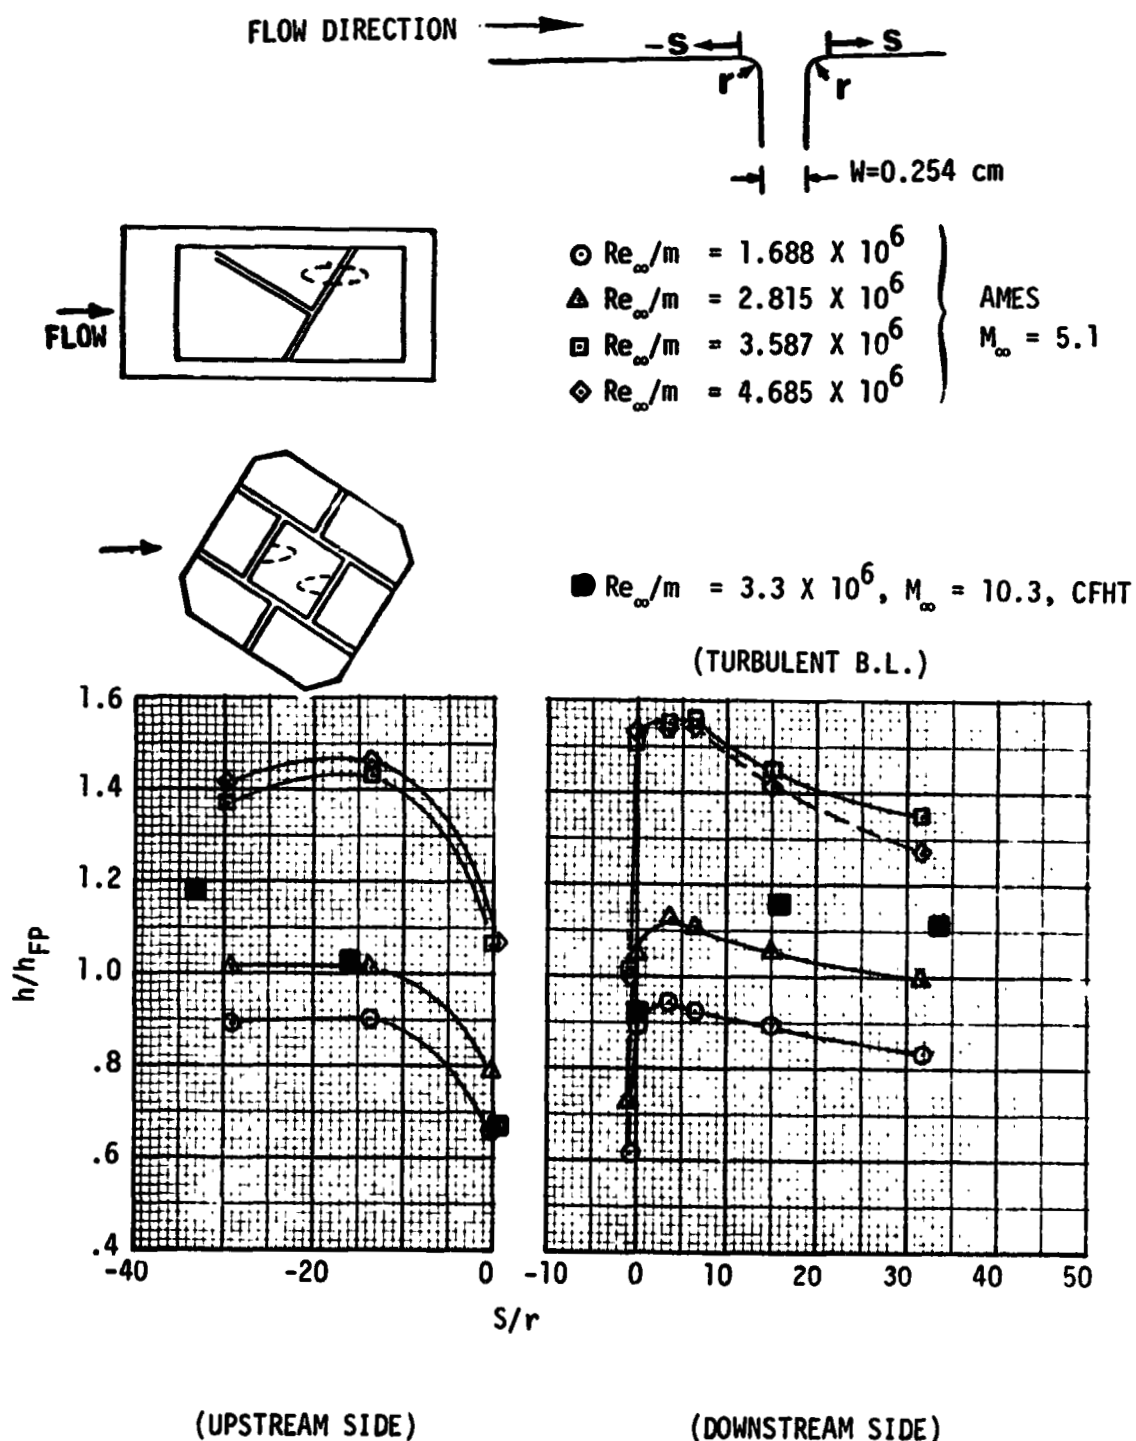 FLOW DIRECTION
-S S
r r
W=0.254 cm
Re∞/m = 1.688 X 10^6
Re∞/m = 2.815 X 10^6
Re∞/m = 3.587 X 10^6
Re∞/m = 4.685 X 10^6
AMES
M∞ = 5.1
FLOW
Re∞/m = 3.3 X 10^6, M∞ = 10.3, CFHT
(TURBULENT B.L.)
1.6
1.4
1.2
1.0
.8
.6
.4
h/hFP
-40 -20 0 -10 0 10 20 30 40 50
S/r
(UPSTREAM SIDE) (DOWNSTREAM SIDE)